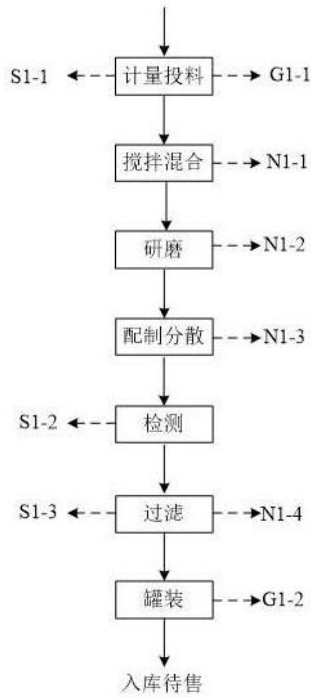 S1-1 计量投料 G1-1
搅拌混合 N1-1
研磨 N1-2
配制分散 N1-3
S1-2 检测
S1-3 过滤 N1-4
罐装 G1-2
入库待售